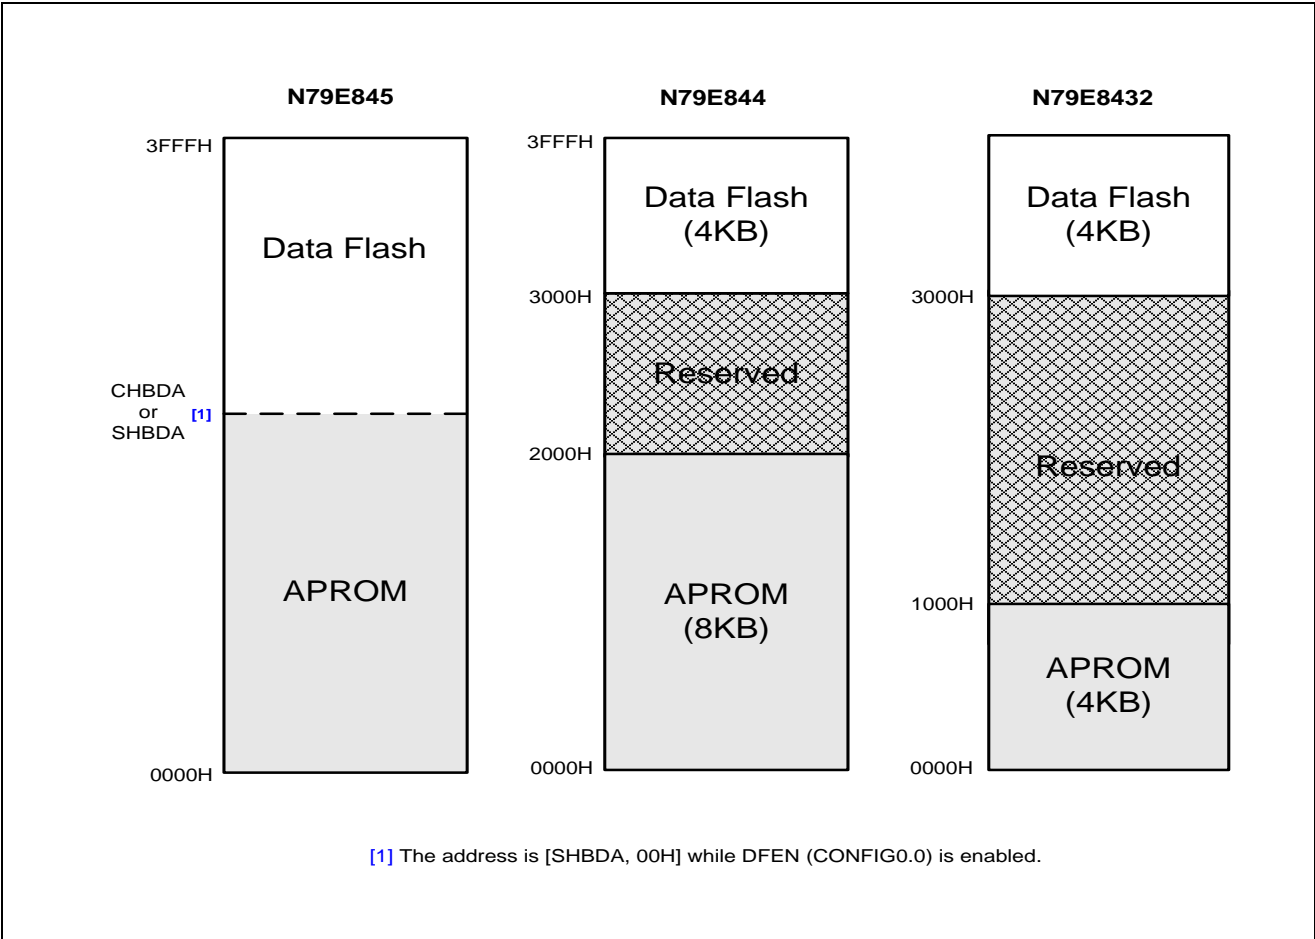 N79E845
N79E844
N79E8432
3FFFH
Data Flash
CHBDA
or
SHBDA
[1]
APROM
0000H
3FFFH
Data Flash
(4KB)
3000H
Reserved
2000H
APROM
(8KB)
0000H
Data Flash
(4KB)
3000H
Reserved
1000H
APROM
(4KB)
0000H
[1] The address is [SHBDA, 00H] while DFEN (CONFIG0.0) is enabled.